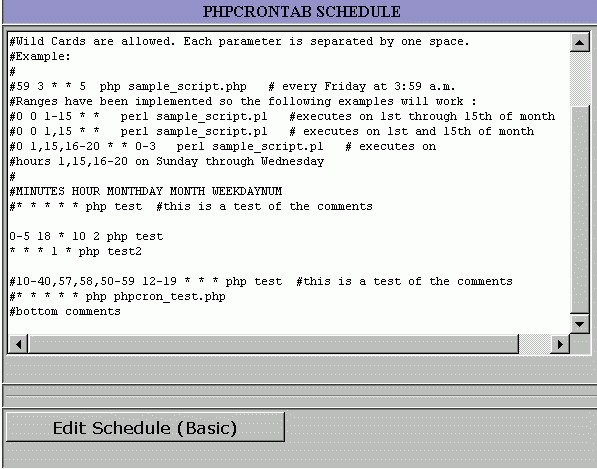 PHPCRONTAB SCHEDULE
#Wild Cards are allowed. Each parameter is separated by one space.
#Example:
#
#59 3 * * 5  php sample_script.php   # every Friday at 3:59 a.m.
#Ranges have been implemented so the following examples will work :
#0 0 1-15 * *   perl sample_script.pl   #executes on 1st through 15th of month
#0 0 1,15 * *   perl sample_script.pl   # executes on 1st and 15th of month
#0 1,15,16-20 * * 0-3   perl sample_script.pl   # executes on
#hours 1,15,16-20 on Sunday through Wednesday
#
#MINUTES HOUR MONTHDAY MONTH WEEKDAYNUM
#* * * * * php test  #this is a test of the comments
0-5 18 * 10 2 php test
* * * 1 * php test2
#10-40,57,58,50-59 12-19 * * * php test  #this is a test of the comments
#* * * * * php phpcron_test.php
#bottom comments
Edit Schedule (Basic)